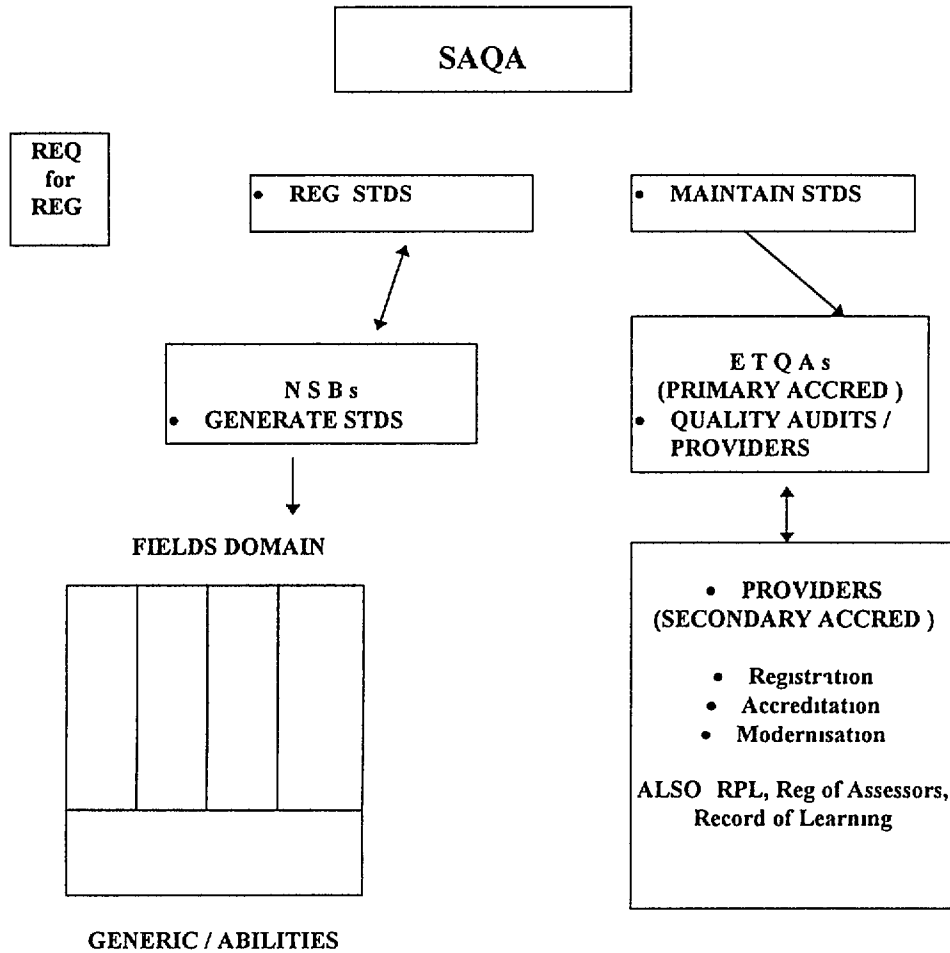 SAQA
REQ
for
REG
• REG STDS
• MAINTAIN STDS
N S B s
• GENERATE STDS
E T Q A s
(PRIMARY ACCRED )
• QUALITY AUDITS /
PROVIDERS
FIELDS DOMAIN
• PROVIDERS
(SECONDARY ACCRED )
• Registration
• Accreditation
• Modernisation
ALSO RPL, Reg of Assessors,
Record of Learning
GENERIC / ABILITIES